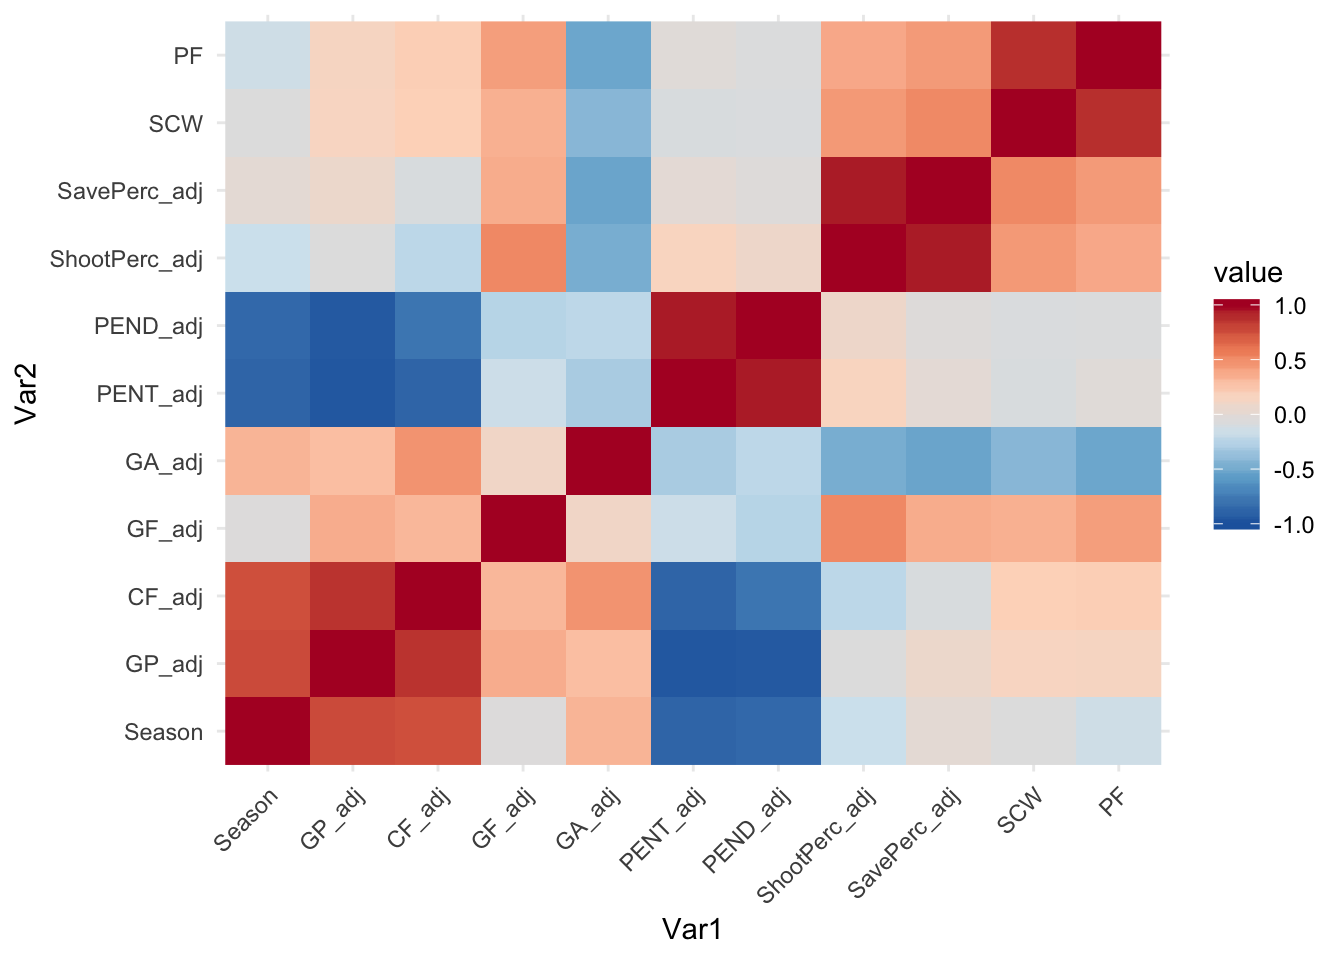 PF
SCW
SavePerc_adj
ShootPerc_adj
PEND_adj
PENT_adj
GA_adj
GF_adj
CF_adj
GP_adj
Season
Var2
Season
GP_adj
CF_adj
GF_adj
GA_adj
PENT_adj
PEND_adj
ShootPerc_adj
SavePerc_adj
SCW
PF
Var1
value
1.0
0.5
0.0
-0.5
-1.0